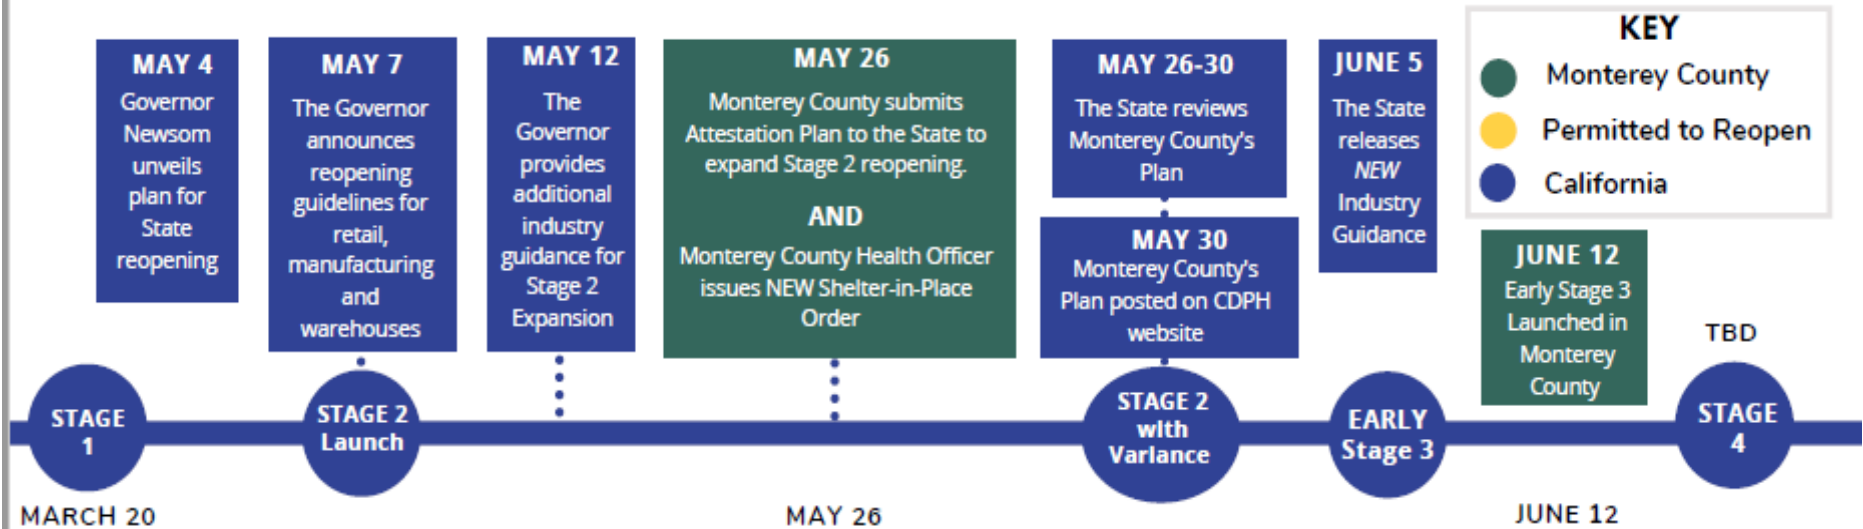 MAY 4
Governor
Newsom
unveils
plan for
State
reopening
MAY 7
The Governor
announces
reopening
guidelines for
retail,
manufacturing
and
warehouses
MAY 12
The
Governor
provides
additional
industry
guidance for
Stage 2
Expansion
MAY 26
Monterey County submits
Attestation Plan to the State to
expand Stage 2 reopening.
AND
Monterey County Health Officer
issues NEW Shelter-in-Place
Order
MAY 26-30
The State reviews
Monterey County's
Plan
MAY 30
Monterey County's
Plan posted on CDPH
website
JUNE 5
The State
releases
NEW
Industry
Guidance
KEY
Monterey County
Permitted to Reopen
California
JUNE 12
Early Stage 3
Launched in
Monterey
County
TBD
STAGE
1
STAGE 2
Launch
STAGE 2
with
Variance
EARLY
Stage 3
STAGE
4
MARCH 20
MAY 26
JUNE 12